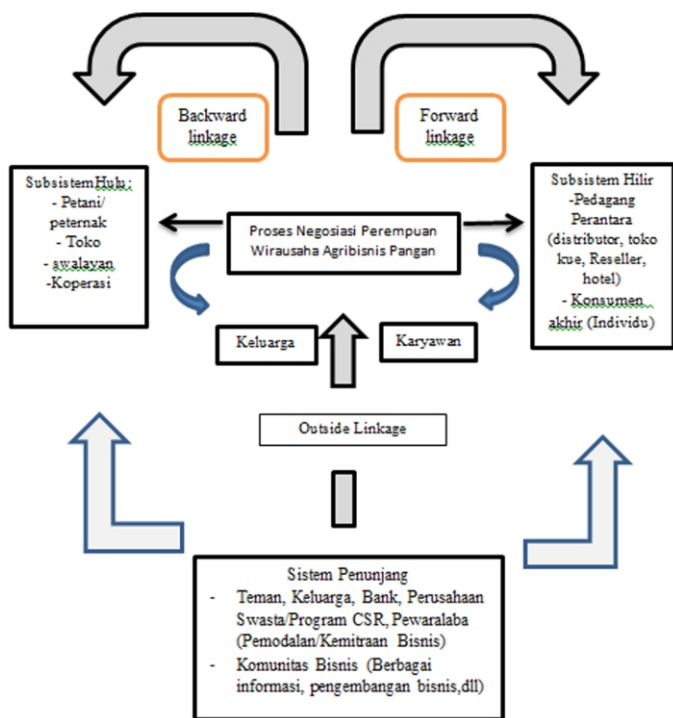 Backward
linkage
Forward
linkage
Subsistem Hulu :
- Petani/
peternak
- Toko
- swalayan
-Koperasi
Proses Negosiasi Perempuan
Wirausaha Agribisnis Pangan
Subsistem Hilir
-Pedagang
Perantara
(distributor, toko
kue, Reseller,
hotel)
- Konsumen
akhir (Individu)
Keluarga
Karyawan
Outside Linkage
Sistem Penunjang
- Teman, Keluarga, Bank, Perusahaan
Swasta/Program CSR, Pewaralaba
(Pemodalan/Kemitraan Bisnis)
- Komunitas Bisnis (Berbagai
informasi, pengembangan bisnis,dll)